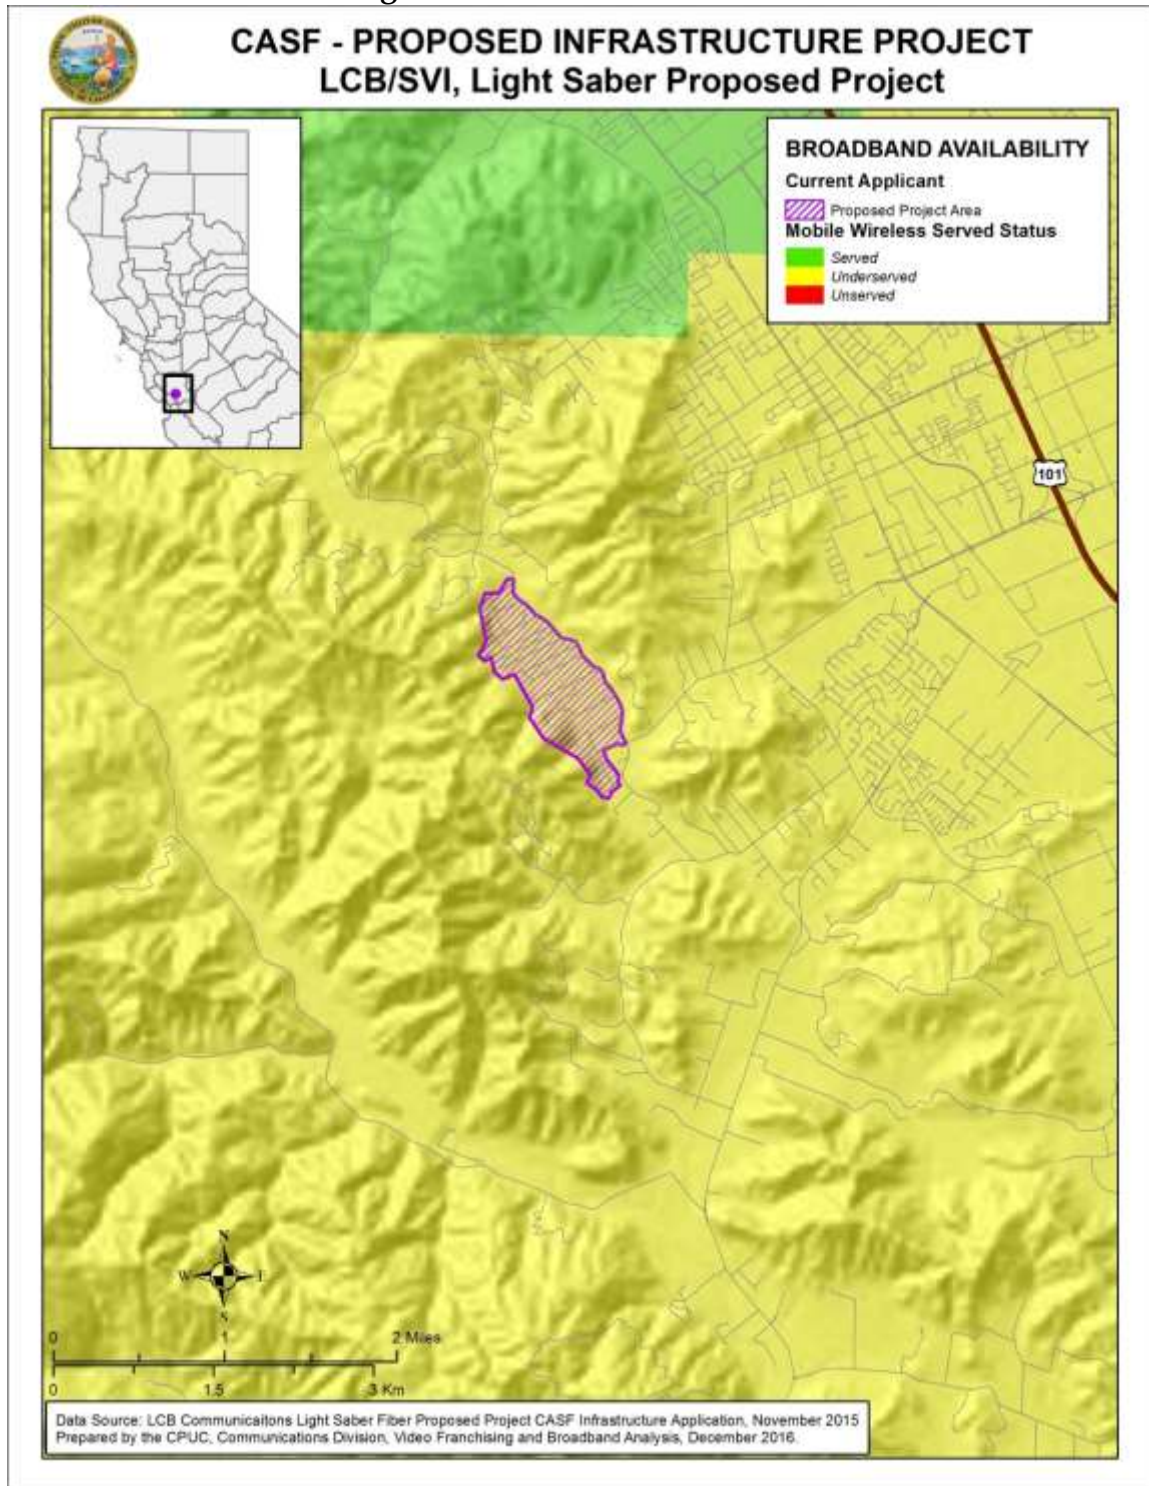 CASF - PROPOSED INFRASTRUCTURE PROJECT
LCB/SVI, Light Saber Proposed Project
BROADBAND AVAILABILITY
Current Applicant
Proposed Project Area
Mobile Wireless Served Status
Served
Underserved
Unserved
101
N
W E
S
0 1 2 Miles
0 1.5 3 Km
Data Source: LCB Communicaitons Light Saber Fiber Proposed Project CASF Infrastructure Application, November 2015
Prepared by the CPUC, Communications Division, Video Franchising and Broadband Analysis, December 2016.